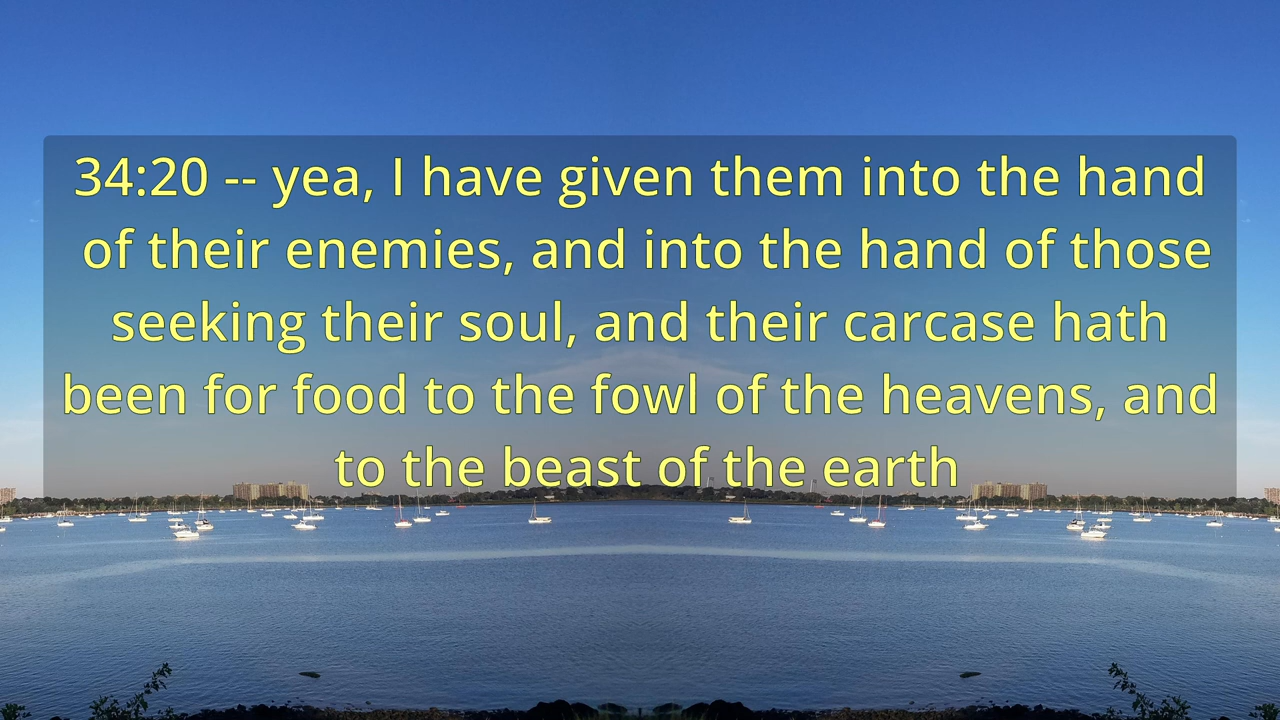 34:20 -- yea, I have given them into the hand
of their enemies, and into the hand of those
seeking their soul, and their carcase hath
been for food to the fowl of the heavens, and
to the beast of the earth